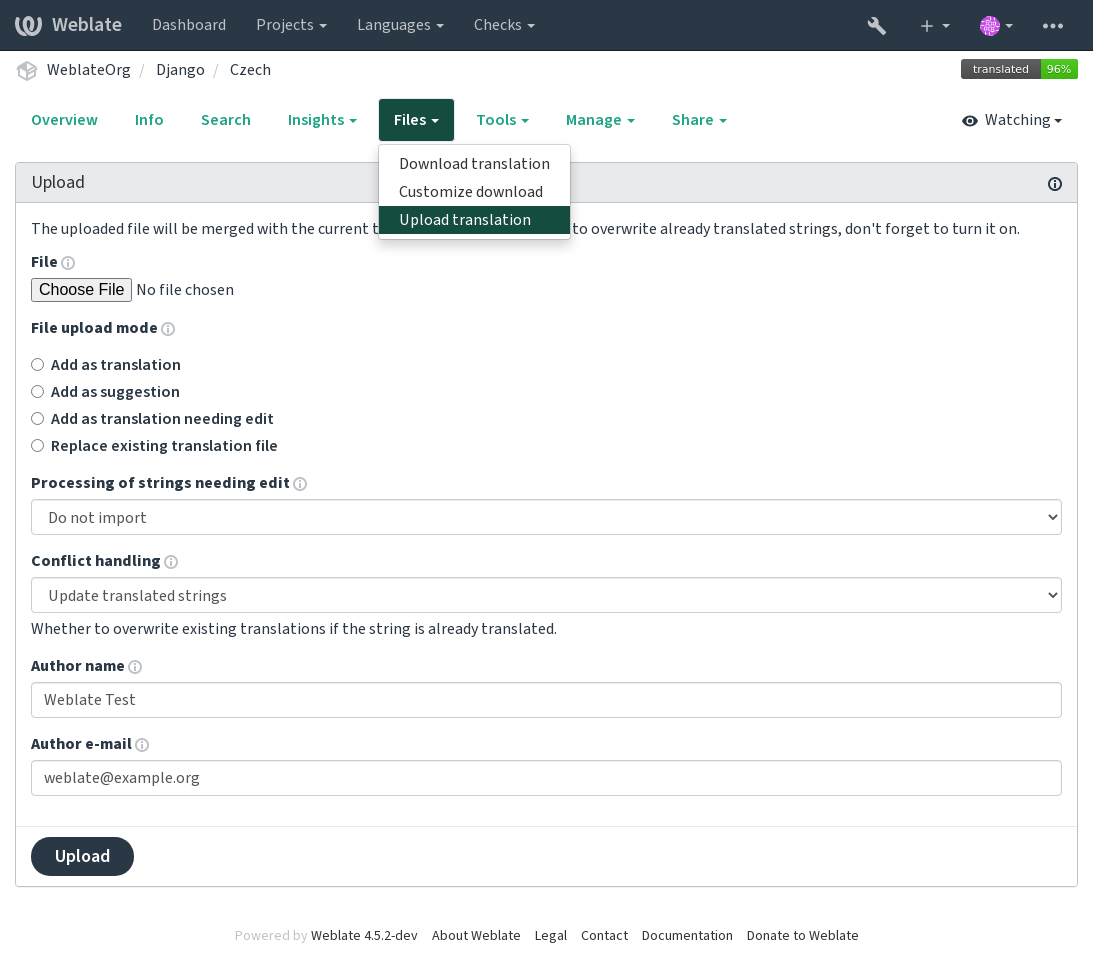 Weblate Dashboard Projects Languages Checks
WeblateOrg / Django / Czech translated 96%
Overview Info Search Insights Files Tools Manage Share Watching
Download translation
Customize download
Upload translation
Upload
The uploaded file will be merged with the current t to overwrite already translated strings, don't forget to turn it on.
File
Choose File No file chosen
File upload mode
Add as translation
Add as suggestion
Add as translation needing edit
Replace existing translation file
Processing of strings needing edit
Do not import
Conflict handling
Update translated strings
Whether to overwrite existing translations if the string is already translated.
Author name
Weblate Test
Author e-mail
weblate@example.org
Upload
Powered by Weblate 4.5.2-dev About Weblate Legal Contact Documentation Donate to Weblate